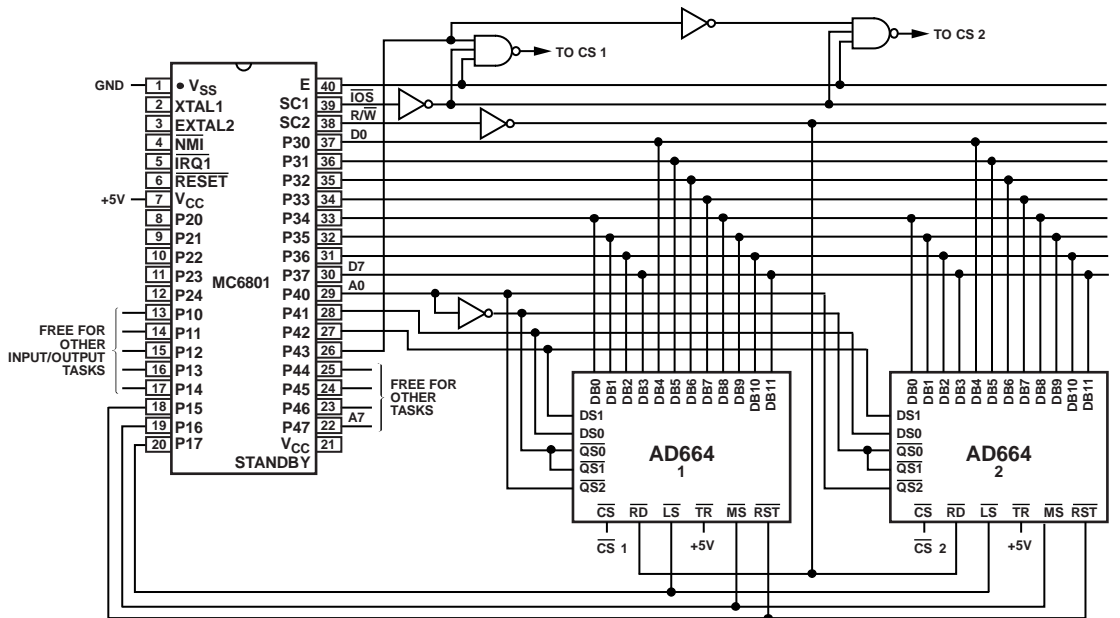 TO CS 1
TO CS 2
GND
+5V
FREE FOR
OTHER
INPUT/OUTPUT
TASKS
1 • VSS
2 XTAL1
3 EXTAL2
4 NMI
5 IRQ1
6 RESET
7 VCC
8 P20
9 P21
10 P22
11 P23
12 P24
13 P10
14 P11
15 P12
16 P13
17 P14
18 P15
19 P16
20 P17
MC6801
E 40
SC1 39 IOS
SC2 38 R/W
P30 37 D0
P31 36
P32 35
P33 34
P34 33
P35 32
P36 31
P37 30 D7
P40 29 A0
P41 28
P42 27
P43 26
P44 25
P45 24
P46 23
P47 22 A7
VCC 21
STANDBY
FREE FOR
OTHER
TASKS
DB0 DB1 DB2 DB3 DB4 DB5 DB6 DB7 DB8 DB9 DB10 DB11
DS1
DS0
QS0
QS1
QS2
AD664
1
CS RD LS TR MS RST
CS 1 +5V
DB0 DB1 DB2 DB3 DB4 DB5 DB6 DB7 DB8 DB9 DB10 DB11
DS1
DS0
QS0
QS1
QS2
AD664
2
CS RD LS TR MS RST
CS 2 +5V